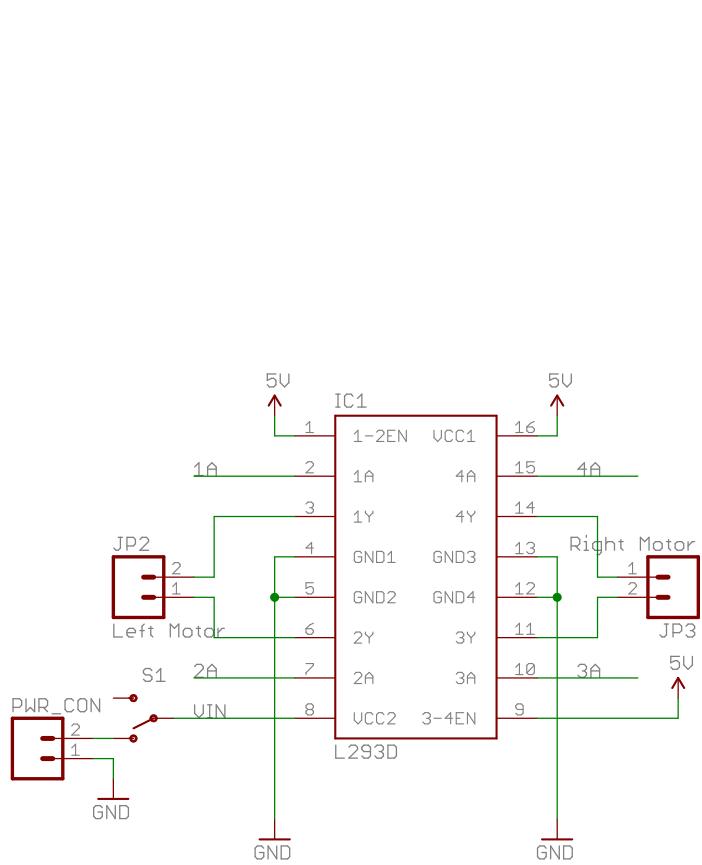 5V 5V
IC1
1 1-2EN VCC1 16
1A 2 1A 4A 15 4A
3 1Y 4Y 14
JP2 4 GND1 GND3 13 Right Motor
2 1
1 5 GND2 GND4 12 2
Left Motor 6 2Y 3Y 11 JP3
S1 2A 7 2A 3A 10 3A 5V
PWR_CON VIN 8 VCC2 3-4EN 9
2
1 L293D
GND
GND GND